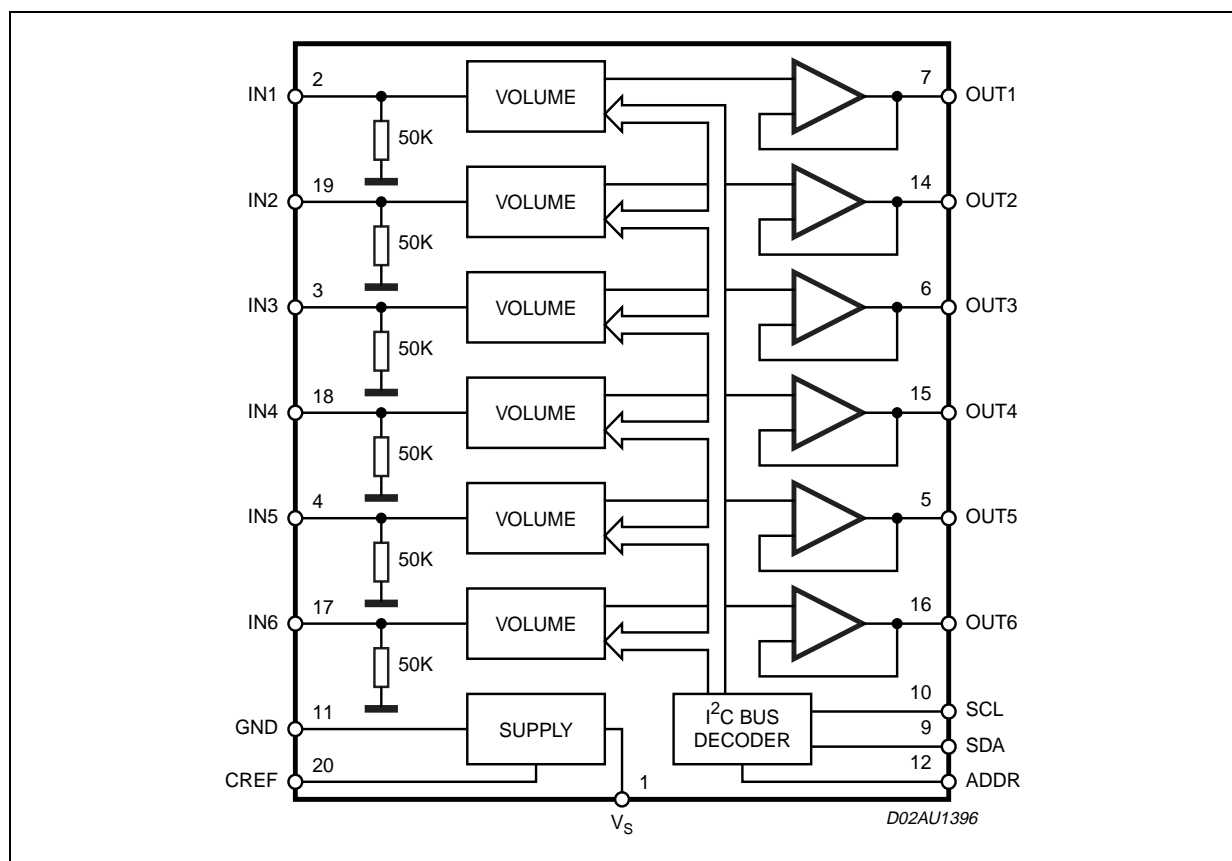 IN1 2 VOLUME 7 OUT1
50K
IN2 19 VOLUME 14 OUT2
50K
IN3 3 VOLUME 6 OUT3
50K
IN4 18 VOLUME 15 OUT4
50K
IN5 4 VOLUME 5 OUT5
50K
IN6 17 VOLUME 16 OUT6
50K
GND 11 SUPPLY I²C BUS DECODER 10 SCL
9 SDA
CREF 20 12 ADDR
1
VS
D02AU1396